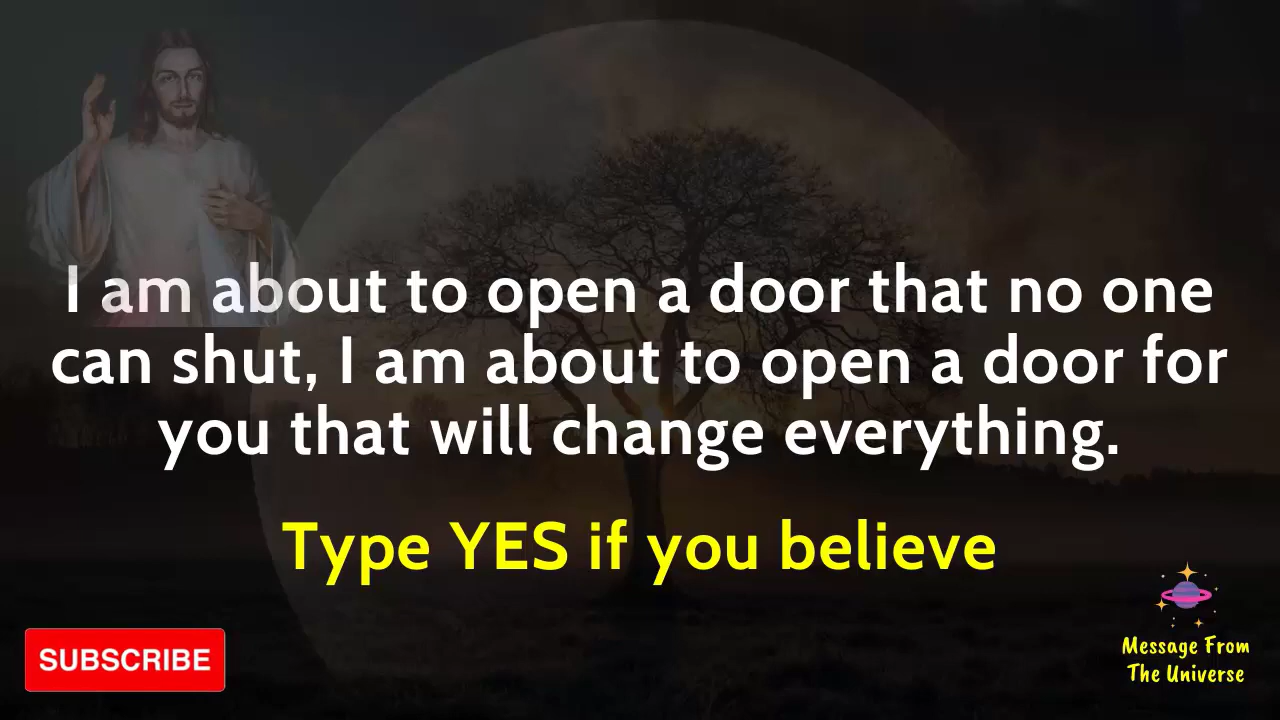 I am about to open a door that no one
can shut, I am about to open a door for
you that will change everything.
Type YES if you believe
SUBSCRIBE
Message From
The Universe